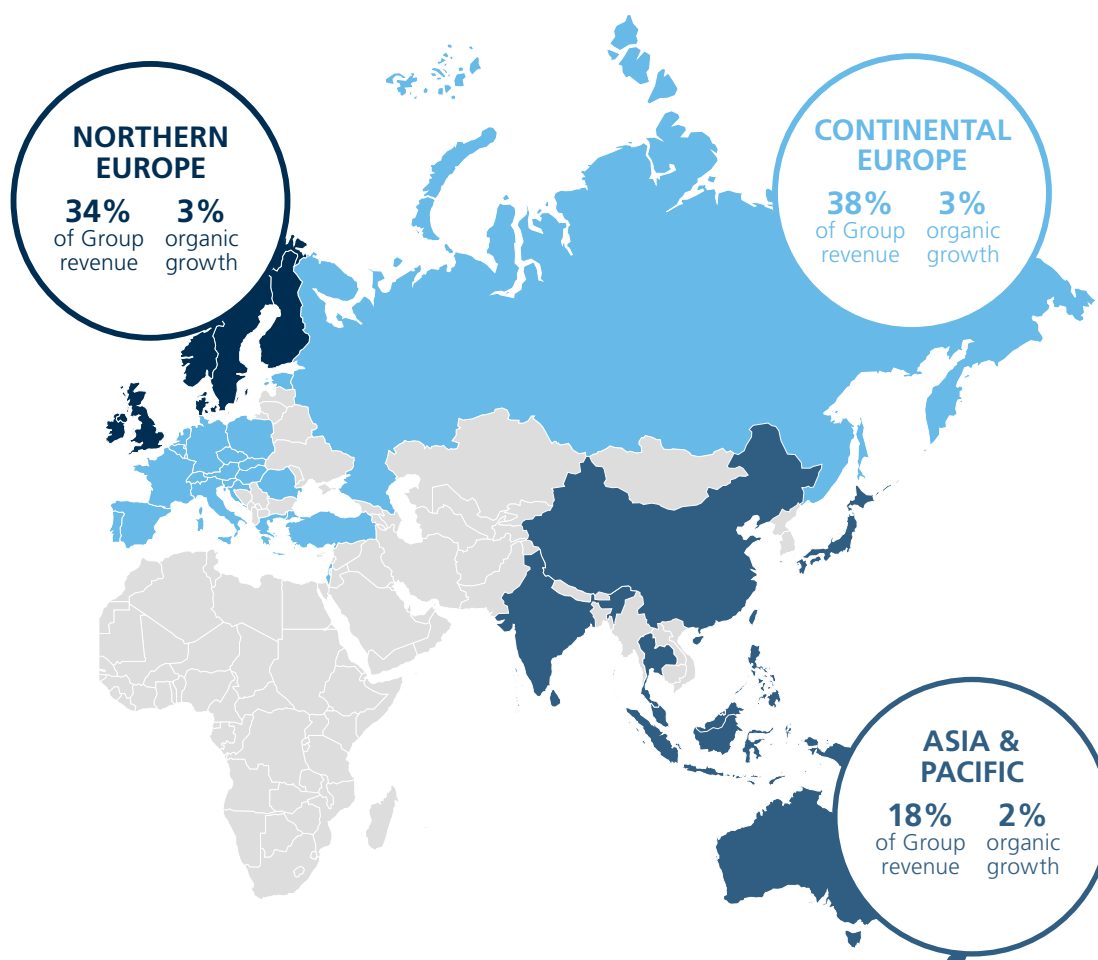 NORTHERN
EUROPE
34% 3%
of Group organic
revenue growth
CONTINENTAL
EUROPE
38% 3%
of Group organic
revenue growth
ASIA &
PACIFIC
18% 2%
of Group organic
revenue growth